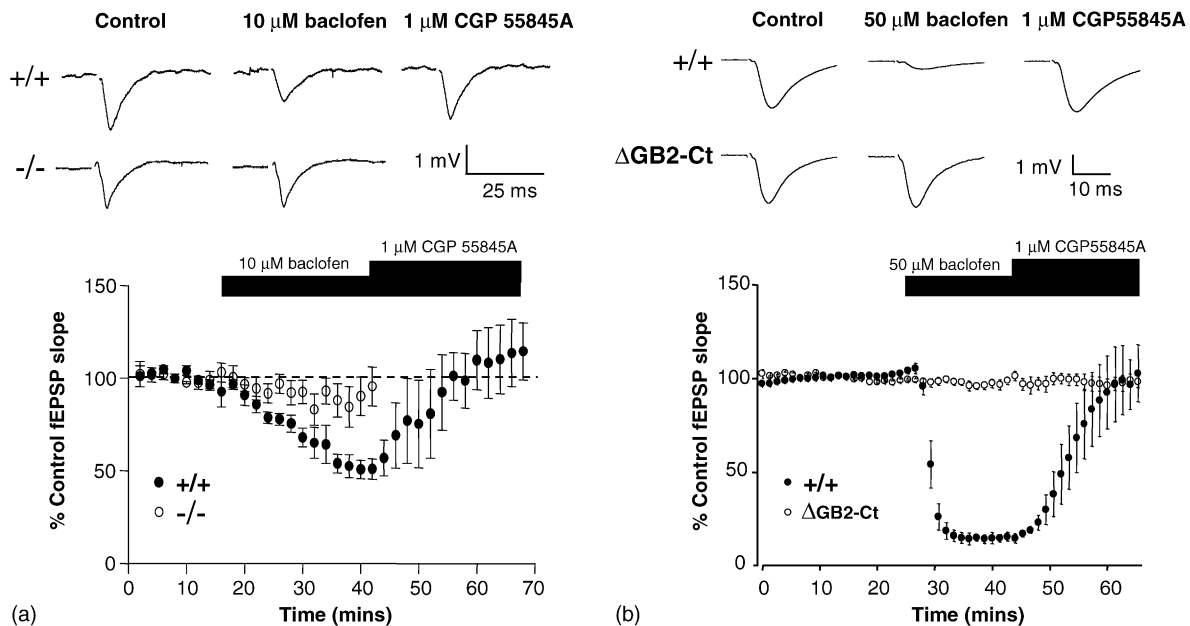 Control 10 μM baclofen 1 μM CGP 55845A
+/+
-/-
1 mV
25 ms
1 μM CGP 55845A
10 μM baclofen
150
100
50
0
% Control fEPSP slope
+/+
-/-
0 10 20 30 40 50 60 70
Time (mins)
(a)
Control 50 μM baclofen 1 μM CGP55845A
+/+
ΔGB2-Ct
1 mV
10 ms
1 μM CGP55845A
50 μM baclofen
150
100
50
0
% Control fEPSP slope
+/+
ΔGB2-Ct
0 10 20 30 40 50 60
Time (mins)
(b)